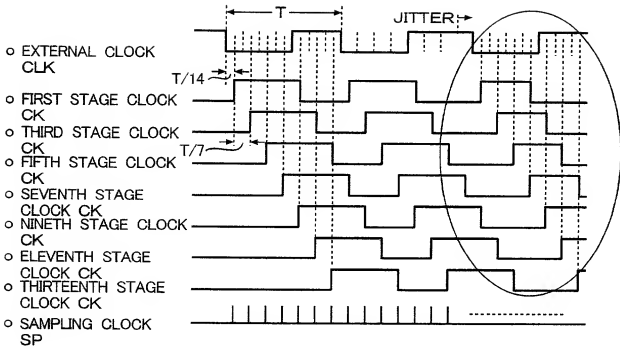 T
JITTER
EXTERNAL CLOCK
CLK
T/14
FIRST STAGE CLOCK
CK
THIRD STAGE CLOCK
CK
T/7
FIFTH STAGE CLOCK
CK
SEVENTH STAGE
CLOCK CK
NINETH STAGE CLOCK
CK
ELEVENTH STAGE
CLOCK CK
THIRTEENTH STAGE
CLOCK CK
SAMPLING CLOCK
SP